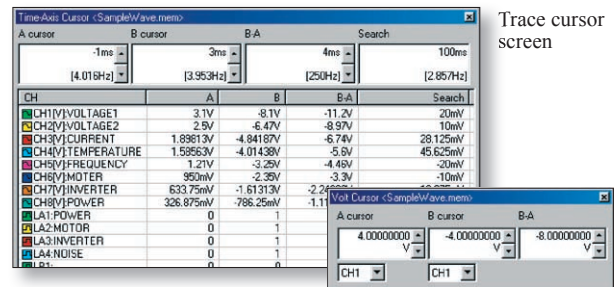 Time-Axis Cursor <SampleWave.mem>
A cursor B cursor B-A Search
-1ms 3ms 4ms 100ms
[4.016Hz] [3.953Hz] [250Hz] [2.857Hz]
CH A B B-A Search
CH1[V]:VOLTAGE1 3.1V -8.1V -11.2V 20mV
CH2[V]:VOLTAGE2 2.5V -6.47V -8.97V 10mV
CH3[V]:CURRENT 1.89813V -4.84187V -6.74V 28.125mV
CH4[V]:TEMPERATURE 1.58563V -4.01438V -5.6V 45.625mV
CH5[V]:FREQUENCY 1.21V -3.25V -4.46V -20mV
CH6[V]:MOTER 950mV -2.35V -3.3V -10mV
CH7[V]:INVERTER 633.75mV -1.61313V
CH8[V]:POWER 326.875mV -786.25mV
LA1:POWER 0 1
LA2:MOTOR 0 1
LA3:INVERTER 0 1
LA4:NOISE 0 1
Trace cursor
screen
Volt Cursor <SampleWave.mem>
A cursor B cursor B-A
4.00000000 -4.00000000 -8.00000000
V V V
CH1 CH1